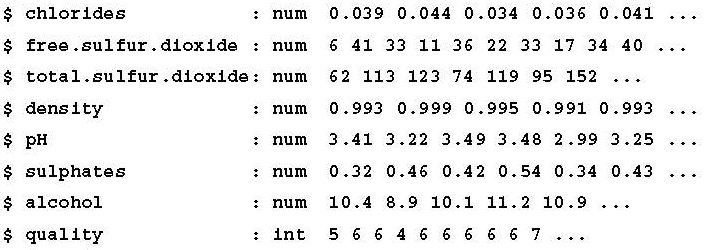 $ chlorides : num 0.039 0.044 0.034 0.036 0.041 ...
$ free.sulfur.dioxide : num 6 41 33 11 36 22 33 17 34 40 ...
$ total.sulfur.dioxide: num 62 113 123 74 119 95 152 ...
$ density : num 0.993 0.999 0.995 0.991 0.993 ...
$ pH : num 3.41 3.22 3.49 3.48 2.99 3.25 ...
$ sulphates : num 0.32 0.46 0.42 0.54 0.34 0.43 ...
$ alcohol : num 10.4 8.9 10.1 11.2 10.9 ...
$ quality : int 5 6 6 4 6 6 6 6 6 7 ...